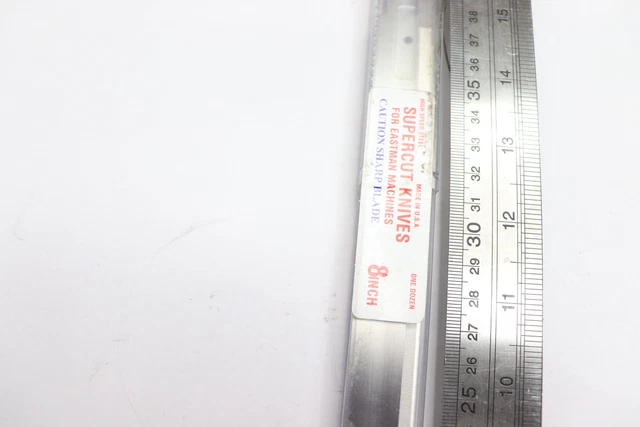 HIGH SPEED STEEL
MADE IN U.S.A.
SUPERCUT KNIVES
FOR EASTMAN MACHINES
CAUTION SHARP BLADE
ONE DOZEN
8 INCH
38
37
36
35
34
33
32
31
30
29
28
27
26
25
15
14
13
12
11
10